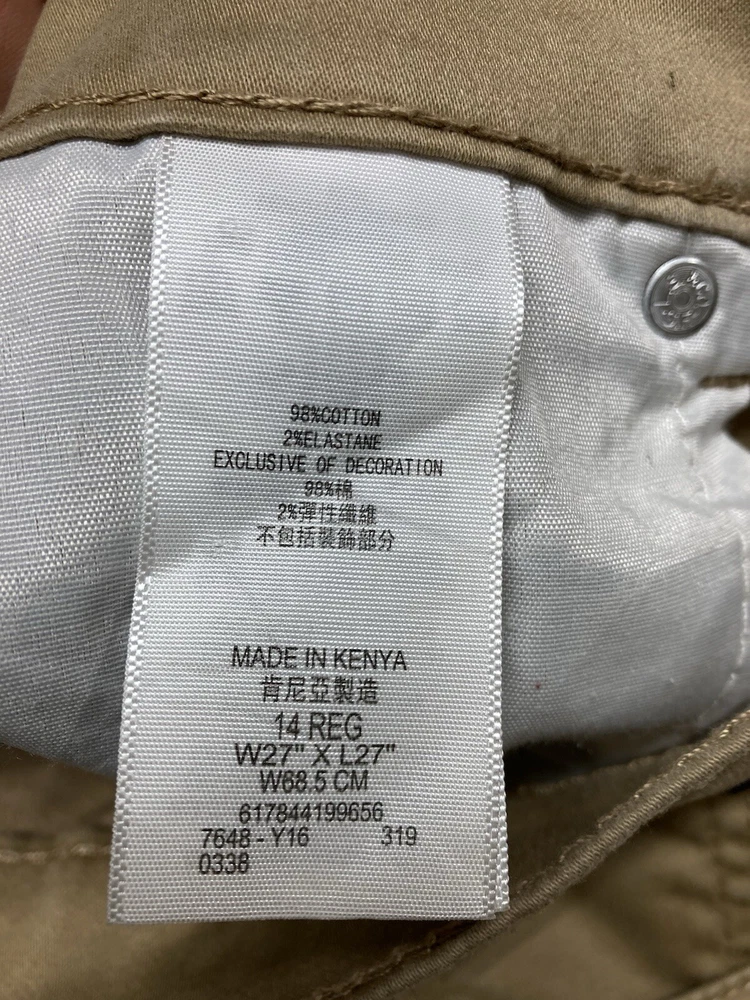 98%COTTON
2%ELASTANE
EXCLUSIVE OF DECORATION
98%棉
2%彈性纖維
不包括裝飾部分
MADE IN KENYA
肯尼亞製造
14 REG
W27" X L27"
W68.5 CM
617844199656
7648 - Y16 319
0338